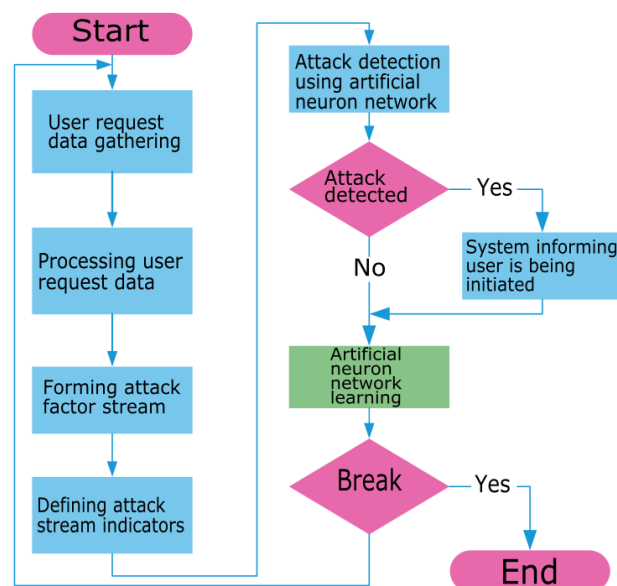 Start
User request
data gathering
Processing user
request data
Forming attack
factor stream
Defining attack
stream indicators
Attack detection
using artificial
neuron network
Attack
detected
Yes
System informing
user is being
initiated
No
Artificial
neuron
network
learning
Break
Yes
End